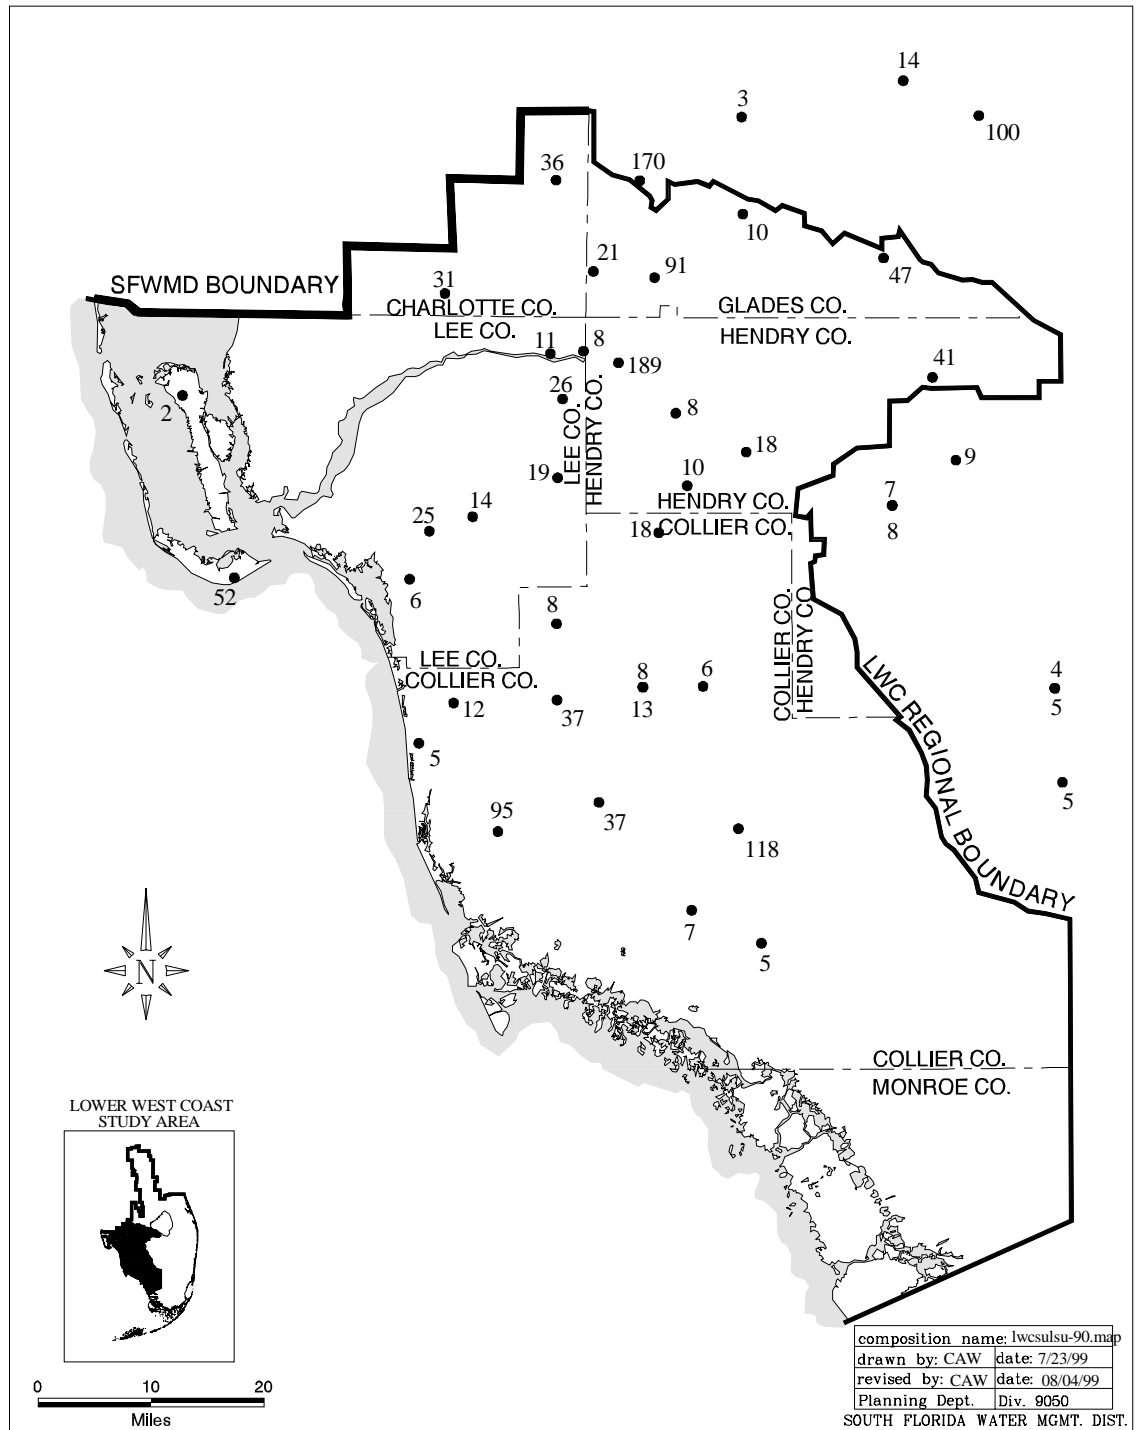 14
3
100
36
170
10
21
91
47
SFWMD BOUNDARY
31
CHARLOTTE CO.
GLADES CO.
LEE CO.
HENDRY CO.
11
8
189
41
26
2
8
LEE CO.
HENDRY CO.
18
9
19
10
7
HENDRY CO.
14
25
18
COLLIER CO.
8
52
6
COLLIER CO.
HENDRY CO.
8
LEE CO.
COLLIER CO.
8
6
4
12
37
13
5
LWC REGIONAL BOUNDARY
5
5
95
37
118
7
5
N
COLLIER CO.
MONROE CO.
LOWER WEST COAST
STUDY AREA
composition name: lwcsulsu-90.map
drawn by: CAW date: 7/23/99
revised by: CAW date: 08/04/99
Planning Dept. Div. 9050
SOUTH FLORIDA WATER MGMT. DIST.
0 10 20
Miles